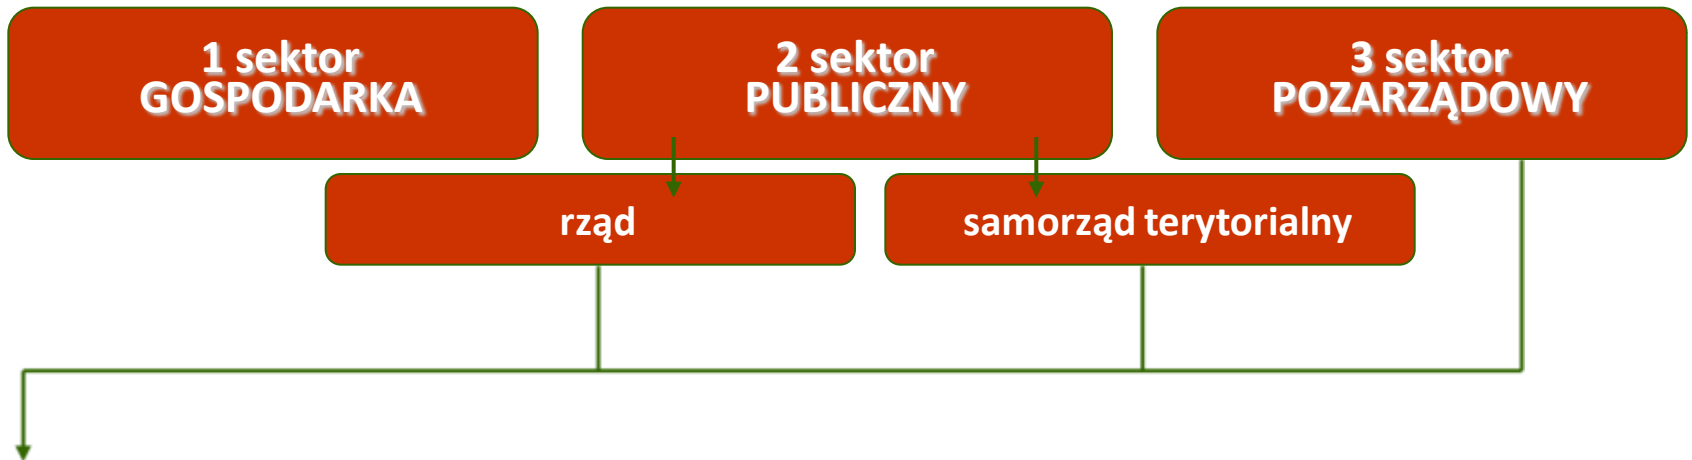 1 sektor
GOSPODARKA
2 sektor
PUBLICZNY
3 sektor
POZARZĄDOWY
rząd
samorząd terytorialny